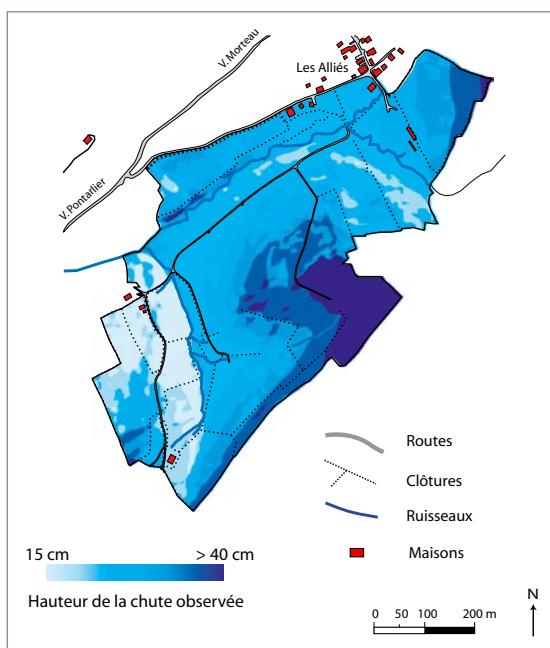 V. Morteau
Les Alliés
V. Pontarlier
Routes
Clôtures
Ruisseaux
Maisons
15 cm > 40 cm
Hauteur de la chute observée
N
0 50 100 200 m